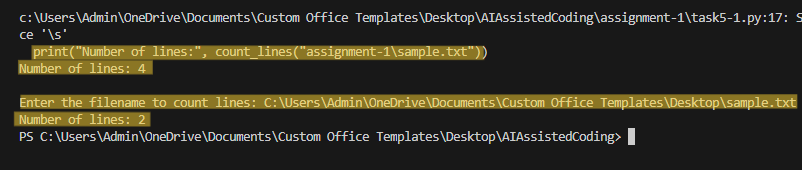 c:\Users\Admin\OneDrive\Documents\Custom Office Templates\Desktop\AIAssistedCoding\assignment-1\task5-1.py:17: S
ce '\s'
  print("Number of lines:", count_lines("assignment-1\sample.txt"))
Number of lines: 4

Enter the filename to count lines: C:\Users\Admin\OneDrive\Documents\Custom Office Templates\Desktop\sample.txt
Number of lines: 2
PS C:\Users\Admin\OneDrive\Documents\Custom Office Templates\Desktop\AIAssistedCoding>